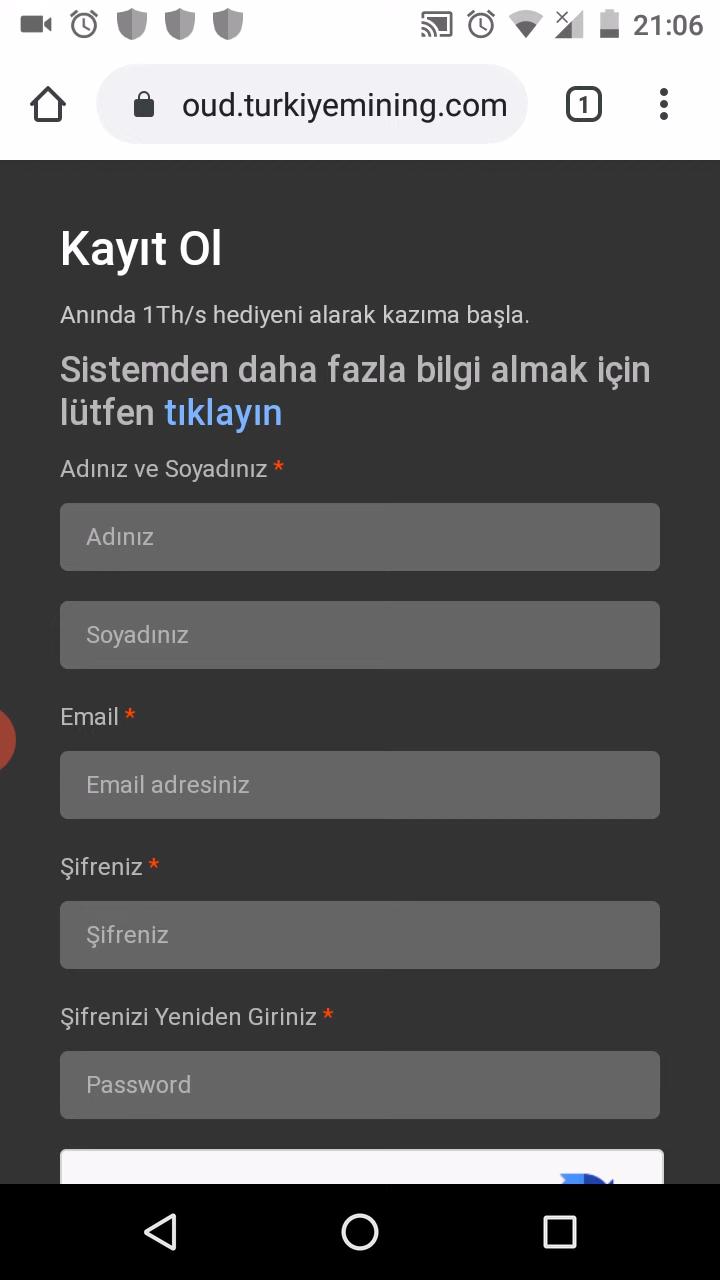 21:06
oud.turkiyemining.com
1
Kayıt Ol
Anında 1Th/s hediyeni alarak kazıma başla.
Sistemden daha fazla bilgi almak için
lütfen tıklayın
Adınız ve Soyadınız *
Adınız
Soyadınız
Email *
Email adresiniz
Şifreniz *
Şifreniz
Şifrenizi Yeniden Giriniz *
Password